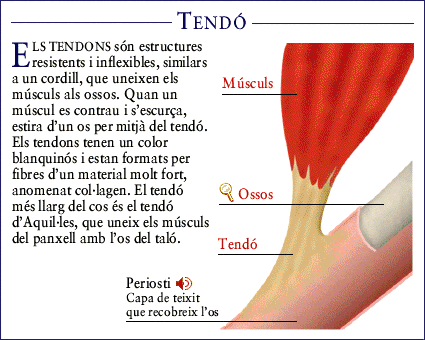 TENDÓ
ELS TENDONS són estructures
resistents i inflexibles, similars
a un cordill, que uneixen els
músculs als ossos. Quan un
múscul es contrau i s'escurça,
estira d'un os per mitjà del tendó.
Els tendons tenen un color
blanquinós i estan formats per
fibres d'un material molt fort,
anomenat col·lagen. El tendó
més llarg del cos és el tendó
d'Aquil·les, que uneix els músculs
del panxell amb l'os del taló.
Músculs
Ossos
Tendó
Periosti
Capa de teixit
que recobreix l'os